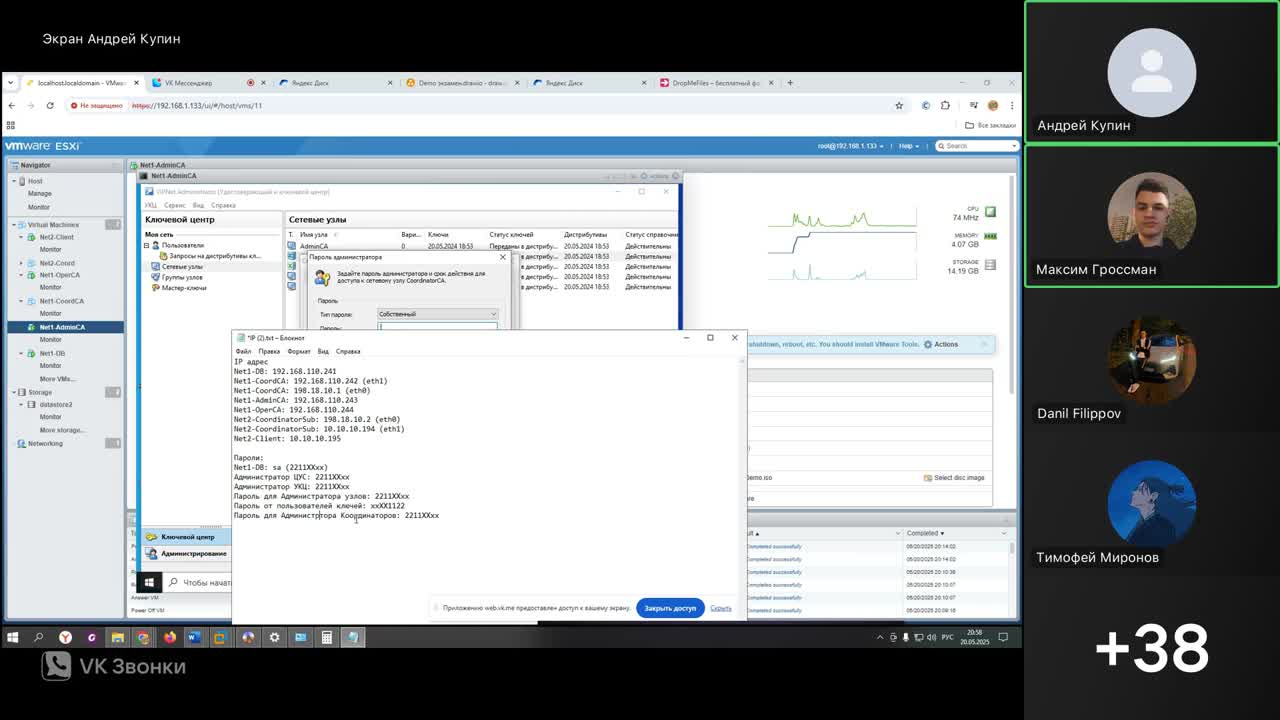 Экран Андрей Купин
localhost.localdomain - VMw
VK Мессенджер
Яндекс Диск
Demo экзамен.drawio - draw
Яндекс Диск
DropMeFiles – бесплатный ф
Не защищено
https://192.168.1.133/ui/#/host/vms/11
Все закладки
vmware ESXi
root@192.168.1.133
Help
Search
Navigator
Host
Manage
Monitor
Virtual Machines
Net2-Client
Monitor
Net2-Coord
Net1-OperCA
Monitor
Net1-CoordCA
Monitor
Net1-AdminCA
Monitor
Net1-DB
Monitor
More VMs...
Storage
datastore2
Monitor
More storage...
Networking
Net1-AdminCA
Net1-AdminCA
Actions
ViPNet Administrator [Удостоверяющий и ключевой центр]
УКЦ Сервис Вид Справка
Ключевой центр
Моя сеть
Пользователи
Запросы на дистрибутивы кл...
Сетевые узлы
Группы узлов
Мастер-ключи
Сетевые узлы
Т. Имя узла Вари... Ключи Статус ключей Дистрибутивы Статус справочн
AdminCA 0 20.05.2024 18:53 Переданы в дистрибу... 20.05.2024 18:53 Действительны
в дистрибу... 20.05.2024 18:53 Действительны
в дистрибу... 20.05.2024 18:53 Действительны
в дистрибу... 20.05.2024 18:53 Действительны
в дистрибу... 20.05.2024 18:53 Действительны
Пароль администратора
Задайте пароль администратора и срок действия для
доступа к сетевому узлу CoordinatorCA.
Пароль
Тип пароля: Собственный
Пароль:
CPU
74 MHz
MEMORY
4.07 GB
STORAGE
14.19 GB
shutdown, reboot, etc. You should install VMware Tools.
Actions
demo.iso
Select disc image
*IP (2).txt – Блокнот
Файл Правка Формат Вид Справка
IP адрес
Net1-DB: 192.168.110.241
Net1-CoordCA: 192.168.110.242 (eth1)
Net1-CoordCA: 198.18.10.1 (eth0)
Net1-AdminCA: 192.168.110.243
Net1-OperCA: 192.168.110.244
Net2-CoordinatorSub: 198.18.10.2 (eth0)
Net2-CoordinatorSub: 10.10.10.194 (eth1)
Net2-Client: 10.10.10.195
Пароли:
Net1-DB: sa (2211XXxx)
Администратор ЦУС: 2211XXxx
Администратор УКЦ: 2211XXxx
Пароль для Администратора узлов: 2211XXxx
Пароль от пользователей ключей: xxXX1122
Пароль для Администратора Координаторов: 2211XXxx
Ключевой центр
Администрирование
Чтобы начат
Answer VM
Power Off VM
Completed
Completed successfully 05/20/2025 20:14:02
Completed successfully 05/20/2025 20:14:02
Completed successfully 05/20/2025 20:10:36
Completed successfully 05/20/2025 20:10:07
Completed successfully 05/20/2025 20:10:07
Completed successfully 05/20/2025 20:09:16
Приложению web.vk.me предоставлен доступ к вашему экрану.
Закрыть доступ
Скрыть
РУС
20:58
20.05.2025
VK Звонки
Андрей Купин
Максим Гроссман
Danil Filippov
Тимофей Миронов
+38